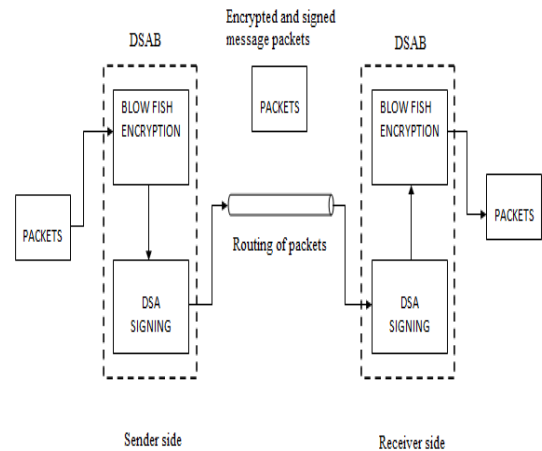 Encrypted and signed
message packets
DSAB
DSAB
BLOW FISH
ENCRYPTION
PACKETS
BLOW FISH
ENCRYPTION
PACKETS
PACKETS
Routing of packets
DSA
SIGNING
DSA
SIGNING
Sender side
Receiver side